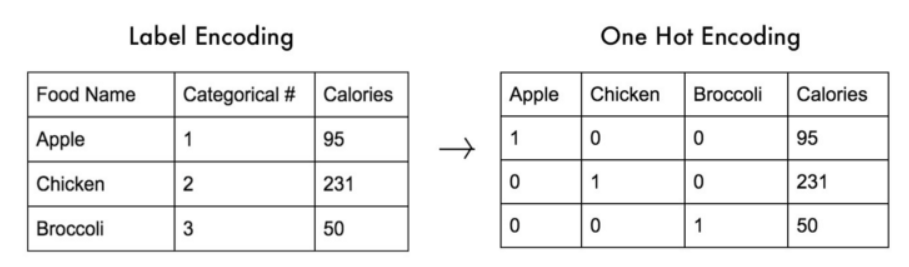 Label Encoding
Food Name Categorical # Calories
Apple 1 95
Chicken 2 231
Broccoli 3 50
→
One Hot Encoding
Apple Chicken Broccoli Calories
1 0 0 95
0 1 0 231
0 0 1 50